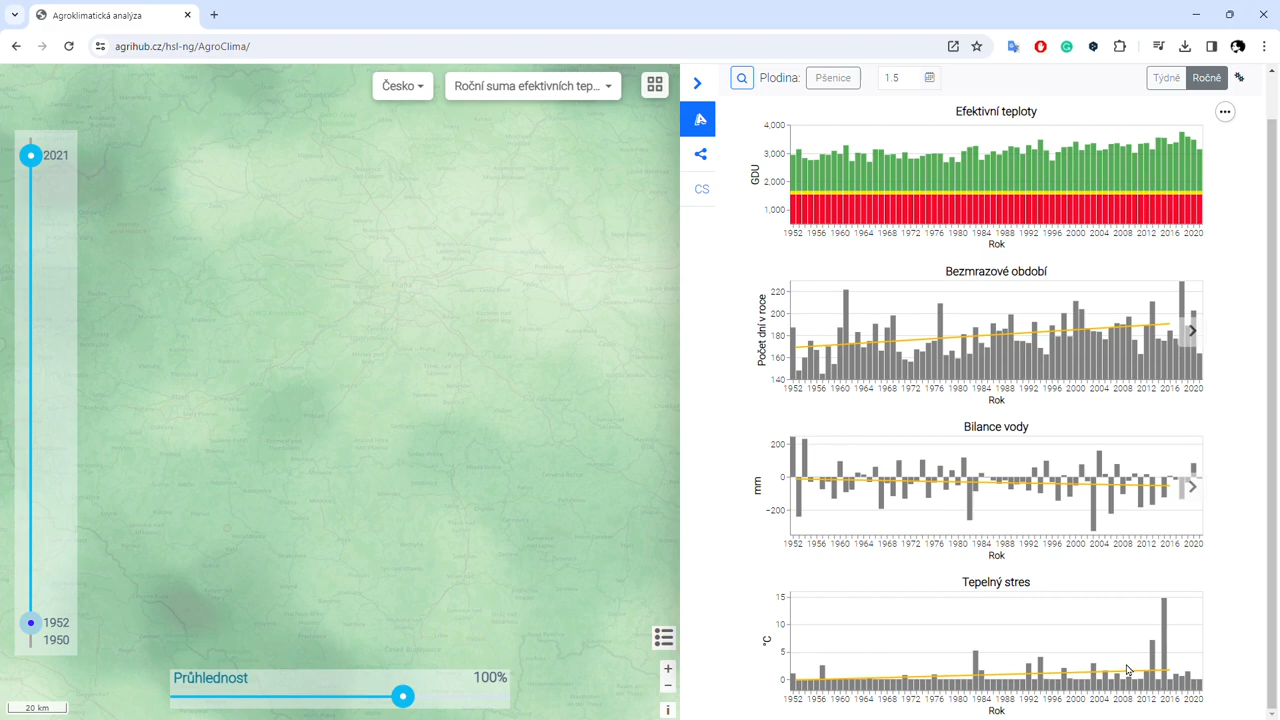 Agroklimatická analýza
agrihub.cz/hsl-ng/AgroClima/
Česko
Roční suma efektivních tep...
Plodina:
Pšenice
1.5
Týdně
Ročně
CS
2021
1952
1950
Průhlednost
100%
20 km
Efektivní teploty
4,000
3,000
2,000
1,000
GDU
1952 1956 1960 1964 1968 1972 1976 1980 1984 1988 1992 1996 2000 2004 2008 2012 2016 2020
Rok
Bezmrazové období
220
200
180
160
140
Počet dní v roce
1952 1956 1960 1964 1968 1972 1976 1980 1984 1988 1992 1996 2000 2004 2008 2012 2016 2020
Rok
Bilance vody
200
0
−200
mm
1952 1956 1960 1964 1968 1972 1976 1980 1984 1988 1992 1996 2000 2004 2008 2012 2016 2020
Rok
Tepelný stres
15
10
5
0
°C
1952 1956 1960 1964 1968 1972 1976 1980 1984 1988 1992 1996 2000 2004 2008 2012 2016 2020
Rok